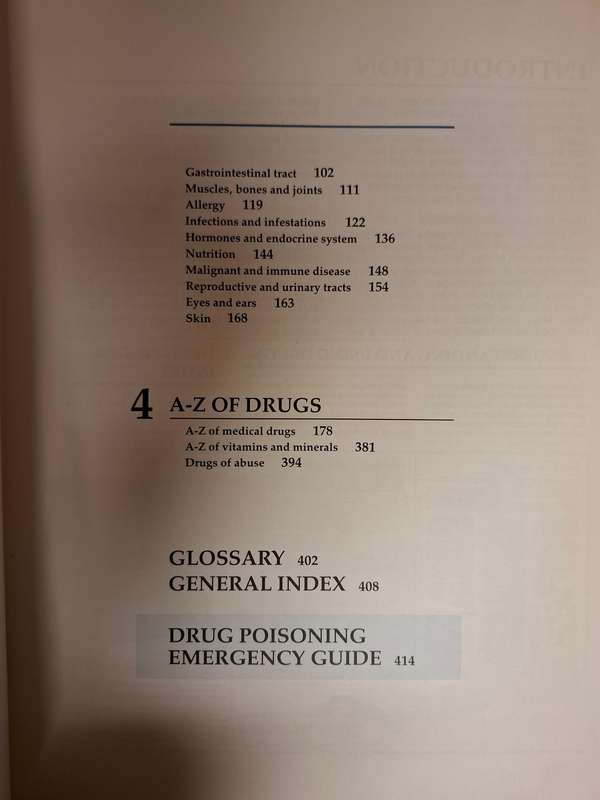 INTRODUCTION
Gastrointestinal tract 102
Muscles, bones and joints 111
Allergy 119
Infections and infestations 122
Hormones and endocrine system 136
Nutrition 144
Malignant and immune disease 148
Reproductive and urinary tracts 154
Eyes and ears 163
Skin 168
4 A-Z OF DRUGS
A-Z of medical drugs 178
A-Z of vitamins and minerals 381
Drugs of abuse 394
GLOSSARY 402
GENERAL INDEX 408
DRUG POISONING
EMERGENCY GUIDE 414